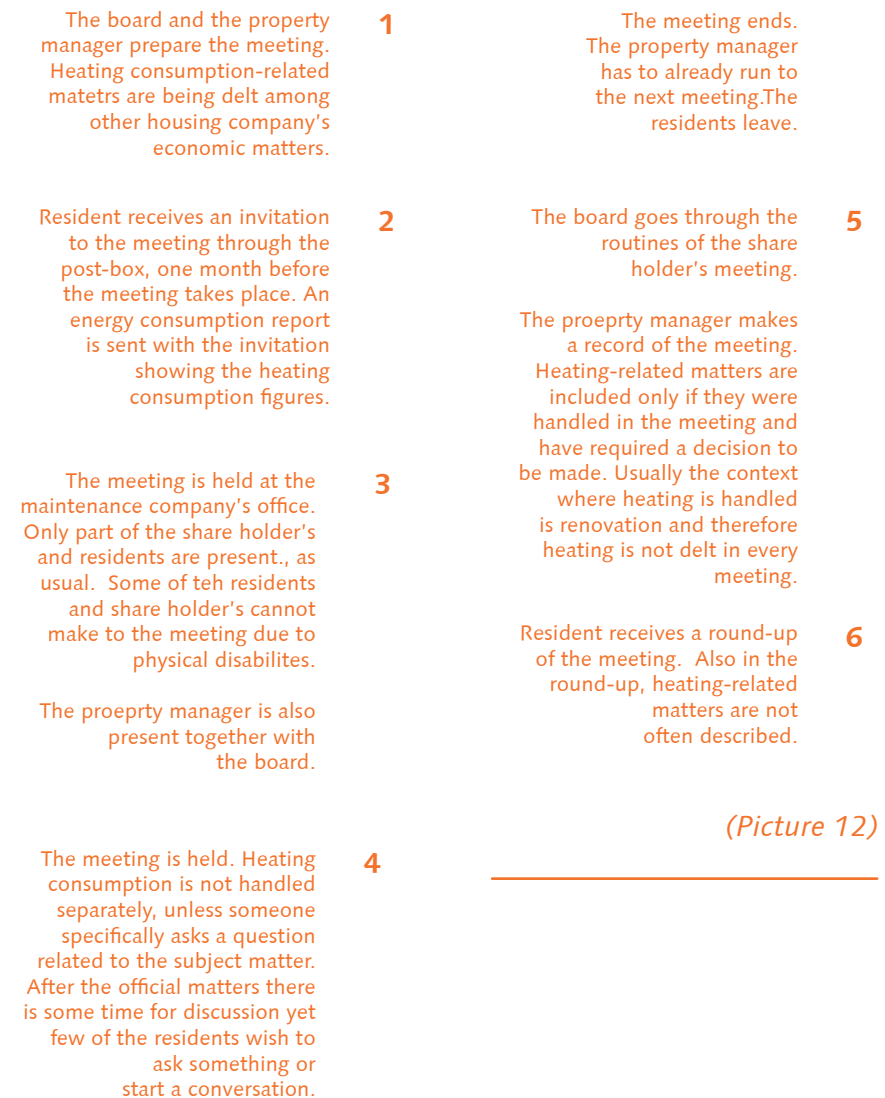 The board and the property
manager prepare the meeting.
Heating consumption-related
matetrs are being delt among
other housing company's
economic matters.
1
Resident receives an invitation
to the meeting through the
post-box, one month before
the meeting takes place. An
energy consumption report
is sent with the invitation
showing the heating
consumption figures.
2
The meeting is held at the
maintenance company's office.
Only part of the share holder's
and residents are present., as
usual.  Some of teh residents
and share holder's cannot
make to the meeting due to
physical disabilites.
The proeprty manager is also
present together with
the board.
3
The meeting is held. Heating
consumption is not handled
separately, unless someone
specifically asks a question
related to the subject matter.
After the official matters there
is some time for discussion yet
few of the residents wish to
ask something or
start a conversation.
4
The meeting ends.
The property manager
has to already run to
the next meeting.The
residents leave.
The board goes through the
routines of the share
holder's meeting.
5
The proeprty manager makes
a record of the meeting.
Heating-related matters are
included only if they were
handled in the meeting and
have required a decision to
be made. Usually the context
where heating is handled
is renovation and therefore
heating is not delt in every
meeting.
Resident receives a round-up
of the meeting.  Also in the
round-up, heating-related
matters are not
often described.
6
(Picture 12)